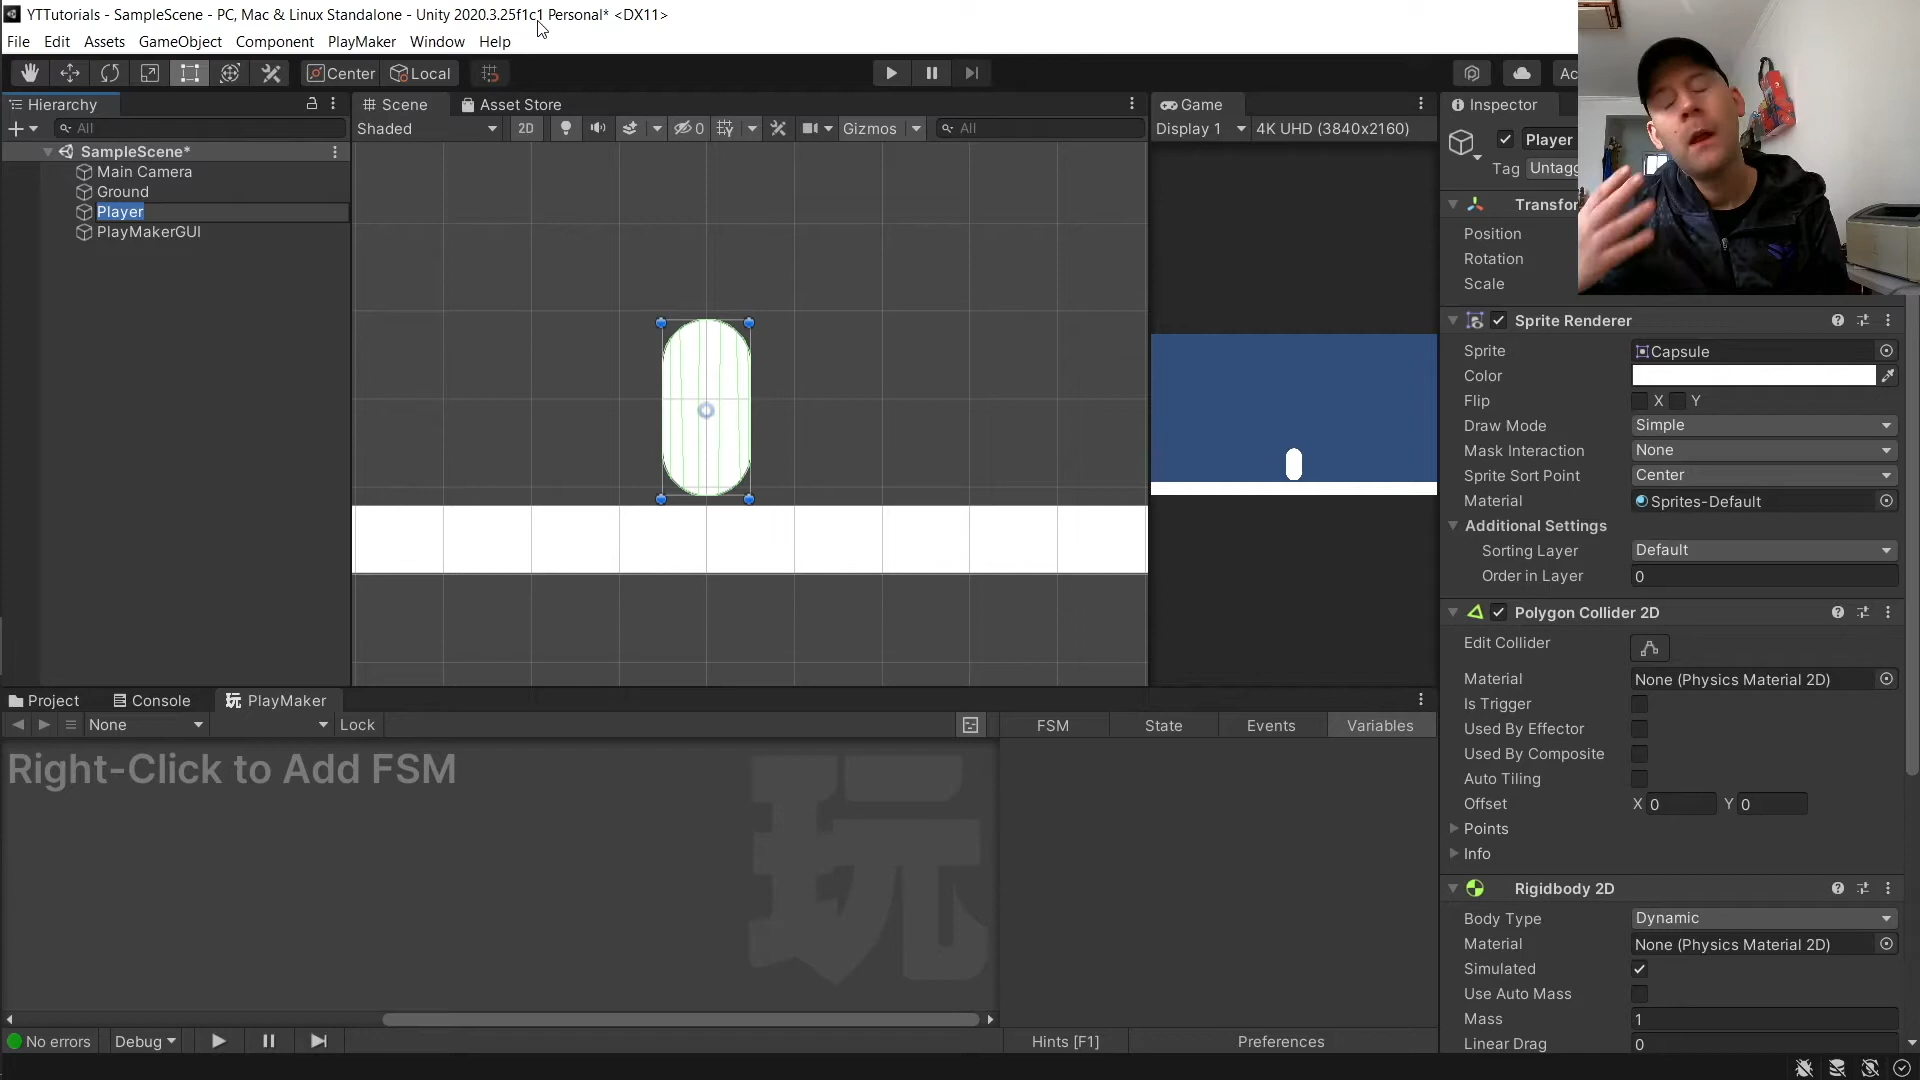 YTTutorials - SampleScene - PC, Mac & Linux Standalone - Unity 2020.3.25f1c1 Personal* <DX11>
File Edit Assets GameObject Component PlayMaker Window Help
Center Local Ac
Hierarchy
All
SampleScene*
Main Camera
Ground
Player
PlayMakerGUI
Scene Asset Store
Shaded 2D 0 Gizmos All
Game
Display 1 4K UHD (3840x2160)
Inspector
Player
Tag Untagg
Transfor
Position
Rotation
Scale
Sprite Renderer
Sprite Capsule
Color
Flip X Y
Draw Mode Simple
Mask Interaction None
Sprite Sort Point Center
Material Sprites-Default
Additional Settings
Sorting Layer Default
Order in Layer 0
Polygon Collider 2D
Edit Collider
Material None (Physics Material 2D)
Is Trigger
Used By Effector
Used By Composite
Auto Tiling
Offset X 0 Y 0
Points
Info
Rigidbody 2D
Body Type Dynamic
Material None (Physics Material 2D)
Simulated
Use Auto Mass
Mass 1
Linear Drag 0
Project Console 玩 PlayMaker
None Lock FSM State Events Variables
Right-Click to Add FSM
玩
No errors Debug Hints [F1] Preferences